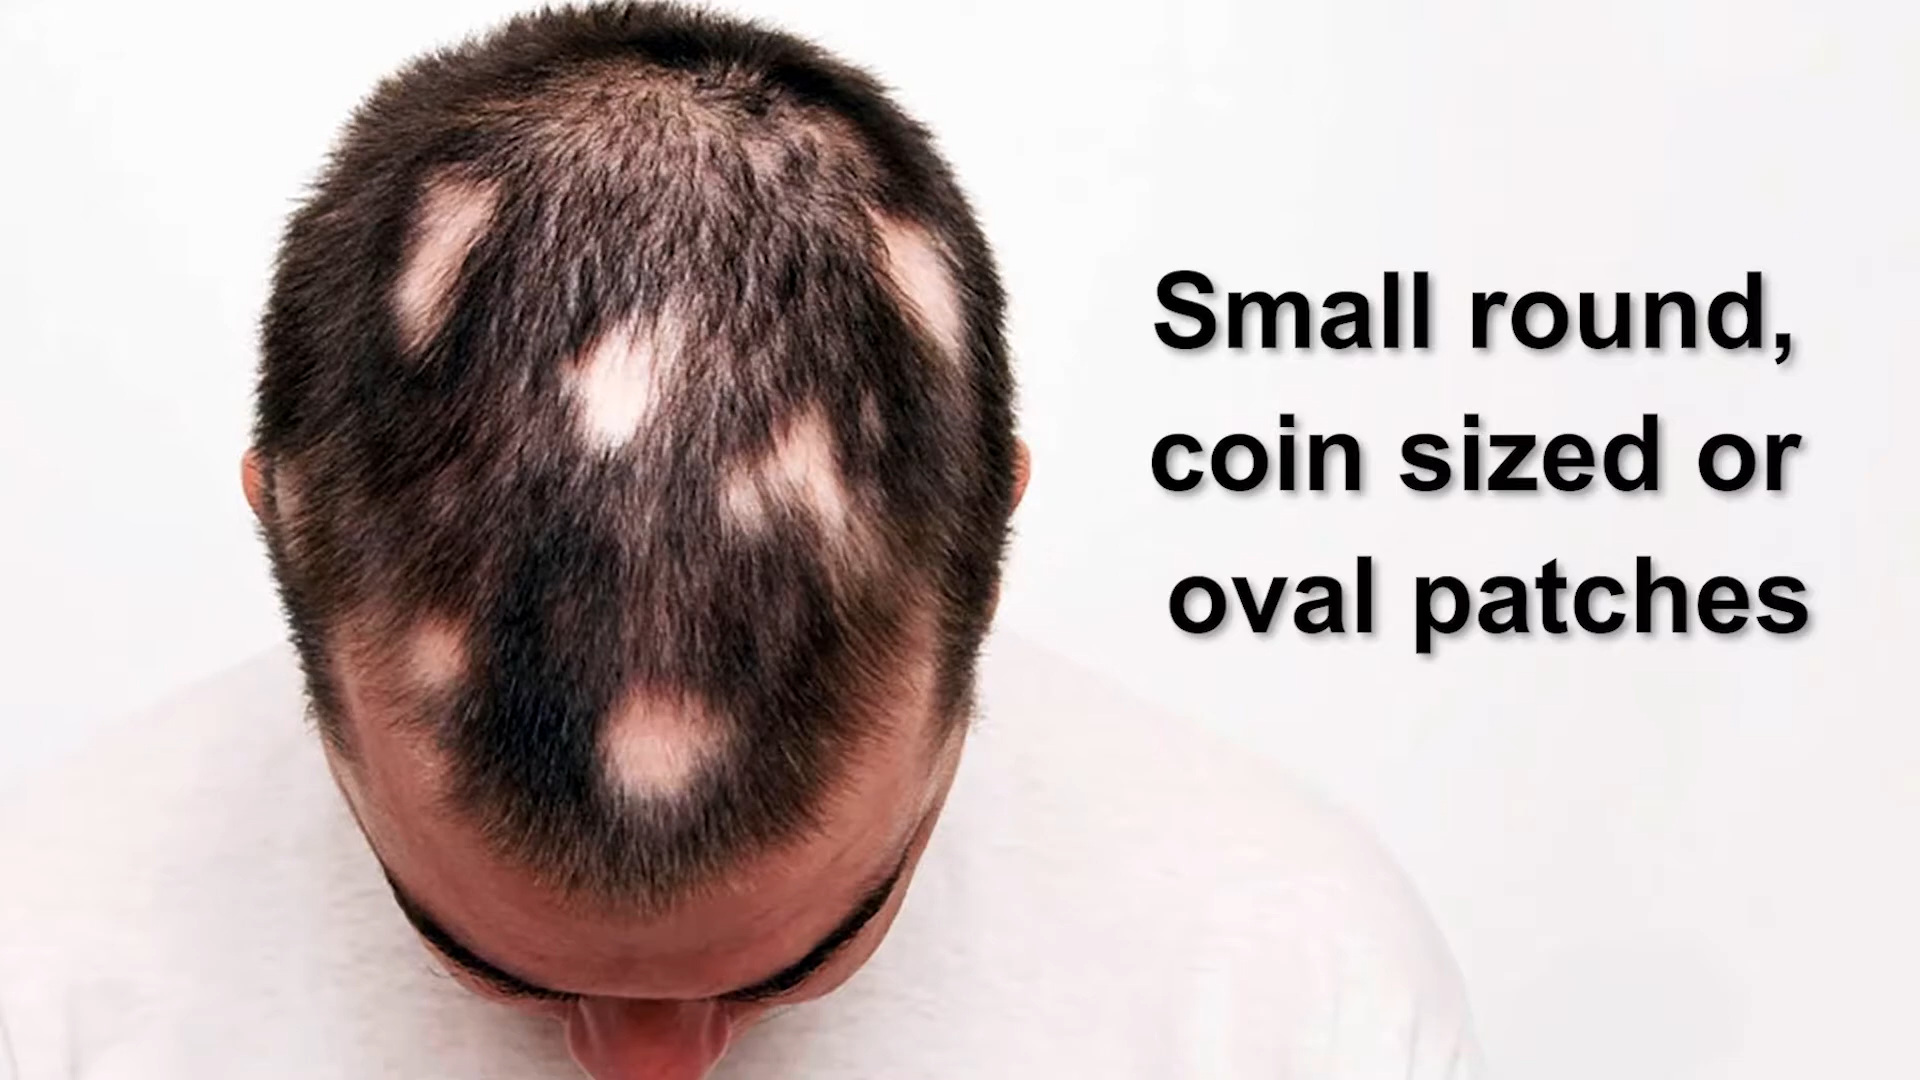 Small round,
coin sized or
oval patches